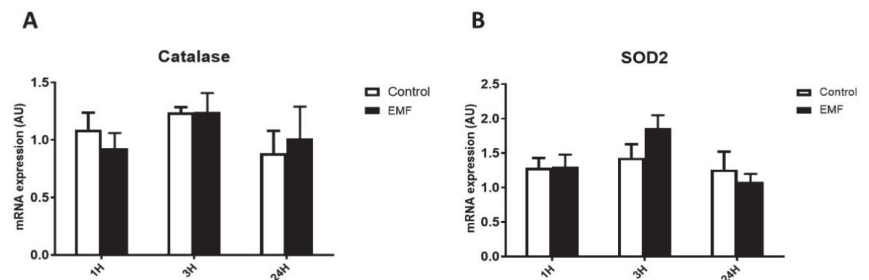 A
Catalase
mRNA expression (AU)
1.5
1.0
0.5
0.0
1H
3H
24H
Control
EMF
B
SOD2
mRNA expression (AU)
2.5
2.0
1.5
1.0
0.5
0.0
1H
3H
24H
Control
EMF